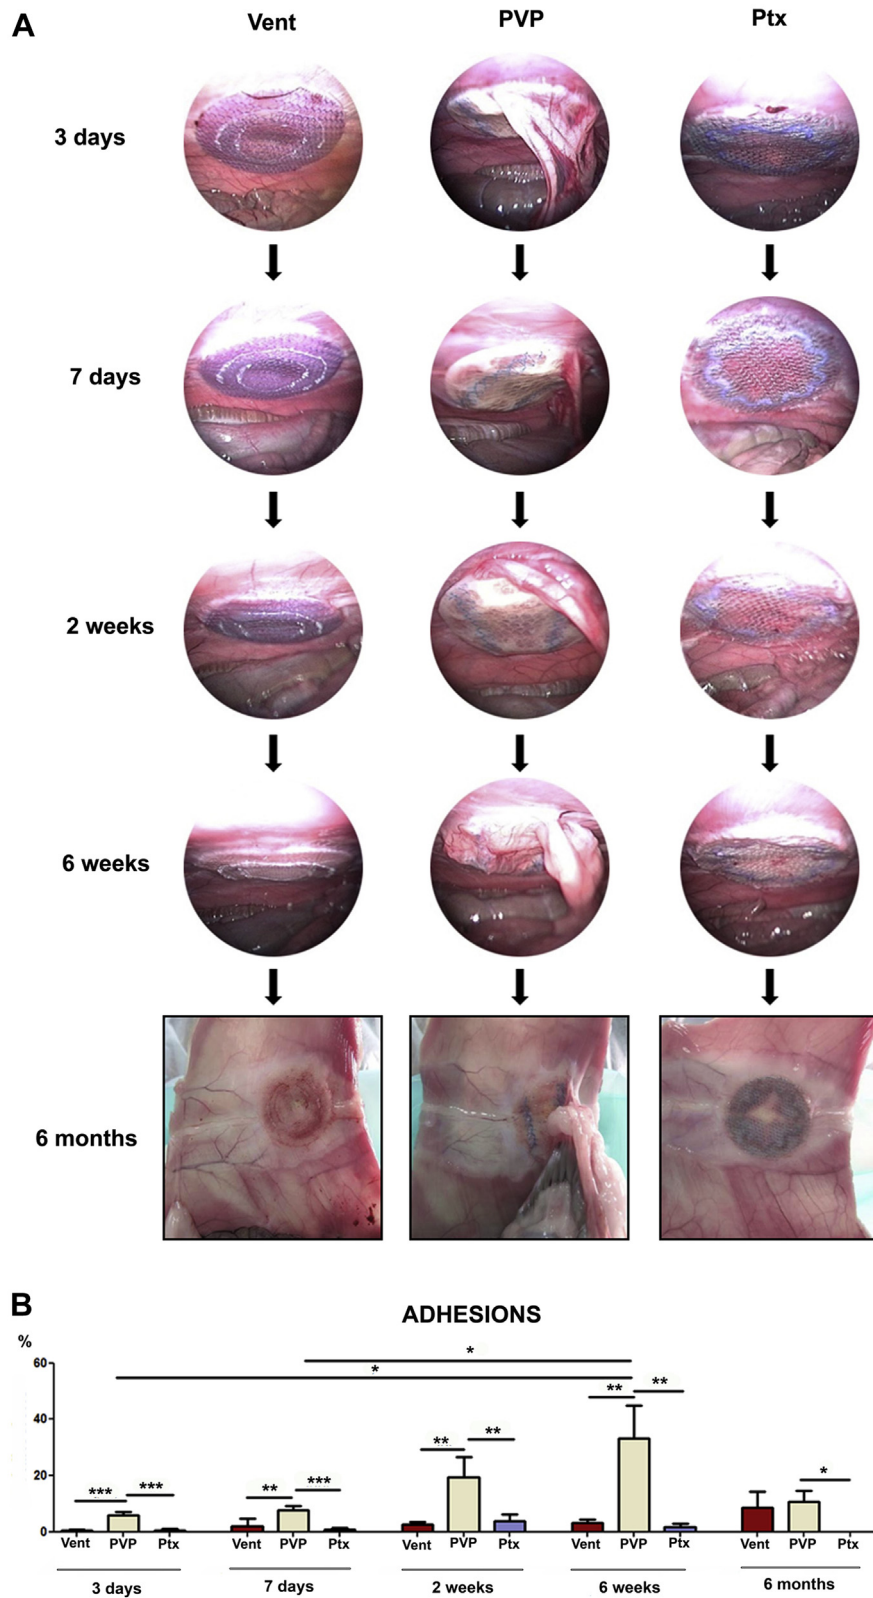 A
Vent PVP Ptx
3 days
7 days
2 weeks
6 weeks
6 months
B
ADHESIONS
%
60
40
20
0
* * ** ** ** ** *** *** ** *** *
Vent PVP Ptx Vent PVP Ptx Vent PVP Ptx Vent PVP Ptx Vent PVP Ptx
3 days 7 days 2 weeks 6 weeks 6 months